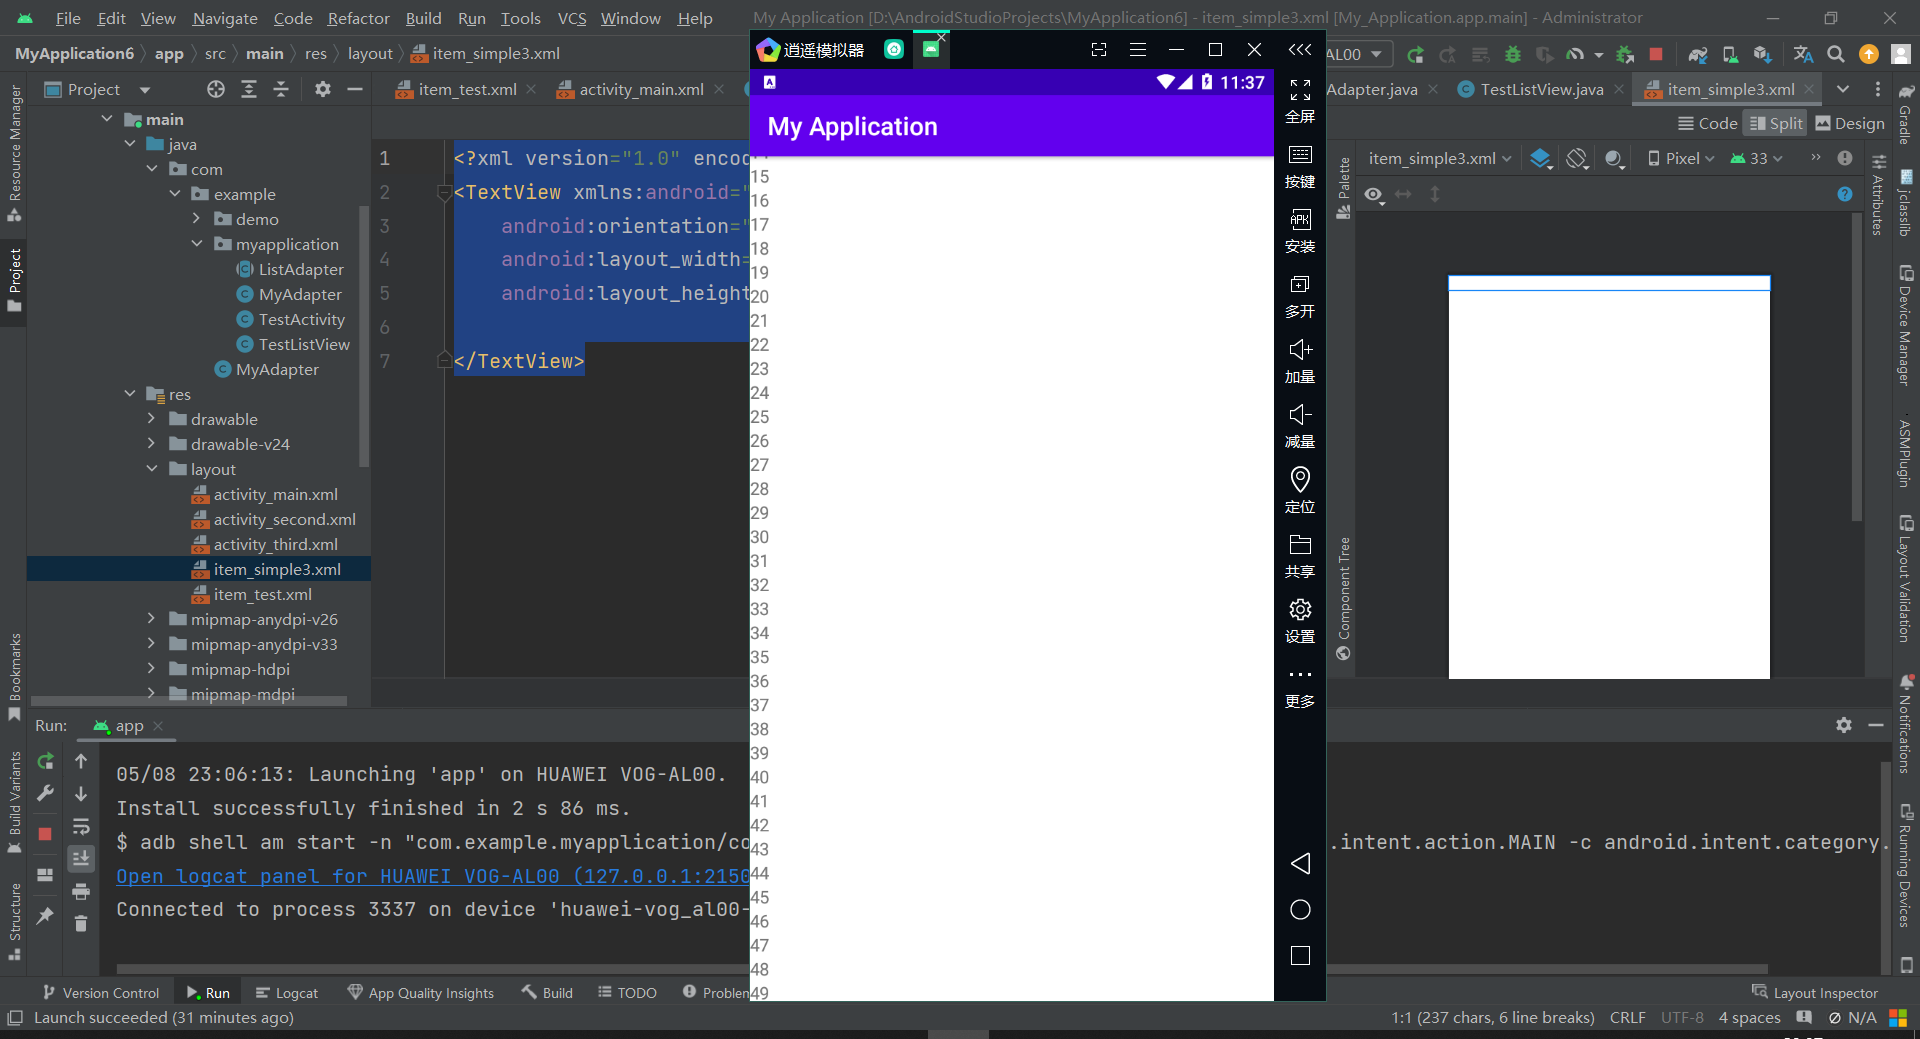 File Edit View Navigate Code Refactor Build Run Tools VCS Window Help My Application [D:\AndroidStudioProjects\MyApplication6] - item_simple3.xml [My_Application.app.main] - Administrator
MyApplication6 app src main res layout item_simple3.xml
逍遥模拟器
AL00
Project
item_test.xml
activity_main.xml
Adapter.java
TestListView.java
item_simple3.xml
Code Split Design
main
java
com
example
demo
myapplication
ListAdapter
MyAdapter
TestActivity
TestListView
MyAdapter
res
drawable
drawable-v24
layout
activity_main.xml
activity_second.xml
activity_third.xml
item_simple3.xml
item_test.xml
mipmap-anydpi-v26
mipmap-anydpi-v33
mipmap-hdpi
mipmap-mdpi
Resource Manager
Project
Bookmarks
Build Variants
Structure
1 <?xml version="1.0" encod
2 <TextView xmlns:android="
3 android:orientation="
4 android:layout_width=
5 android:layout_height
6
7 </TextView>
11:37
My Application
15
16
17
18
19
20
21
22
23
24
25
26
27
28
29
30
31
32
33
34
35
36
37
38
39
40
41
42
43
44
45
46
47
48
49
全屏
按键
APK
安装
多开
加量
减量
定位
共享
设置
更多
item_simple3.xml Pixel 33
Palette
Component Tree
Attributes
Gradle
jclasslib
Device Manager
ASMPlugin
Layout Validation
Notifications
Running Devices
Run: app
05/08 23:06:13: Launching 'app' on HUAWEI VOG-AL00.
Install successfully finished in 2 s 86 ms.
$ adb shell am start -n "com.example.myapplication/co
.intent.action.MAIN -c android.intent.category.
Open logcat panel for HUAWEI VOG-AL00 (127.0.0.1:2150
Connected to process 3337 on device 'huawei-vog_al00-
Version Control Run Logcat App Quality Insights Build TODO Problem
Layout Inspector
Launch succeeded (31 minutes ago)
1:1 (237 chars, 6 line breaks) CRLF UTF-8 4 spaces N/A